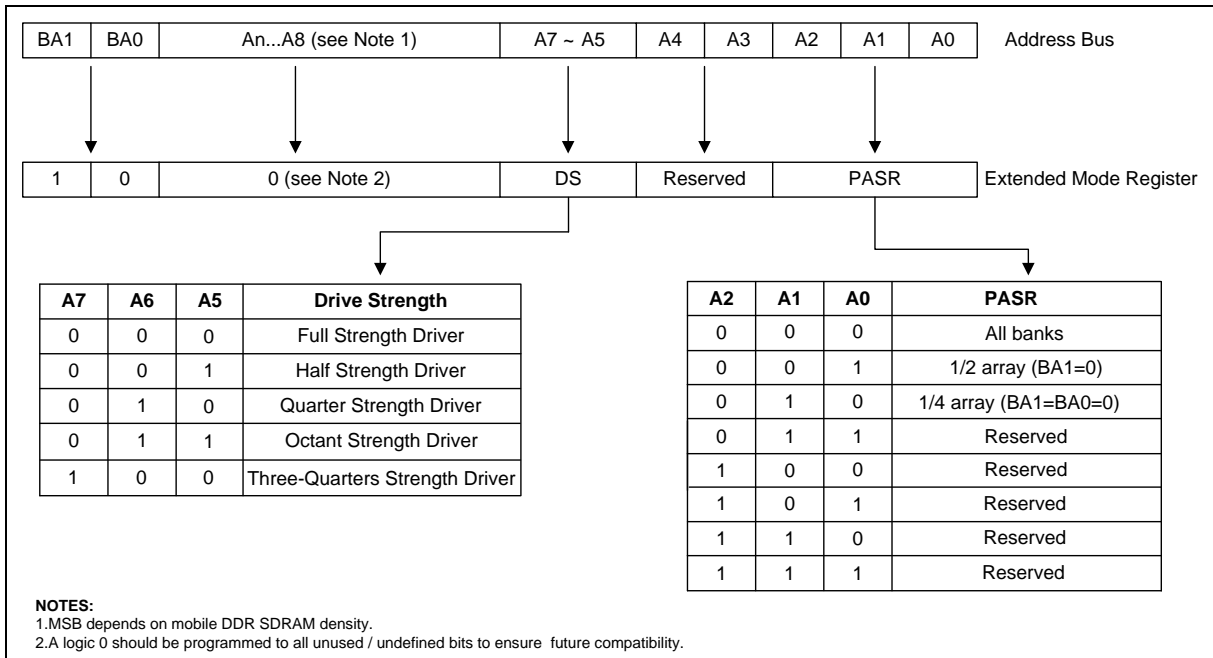 BA1 BA0 An...A8 (see Note 1) A7 ~ A5 A4 A3 A2 A1 A0 Address Bus
1 0 0 (see Note 2) DS Reserved PASR Extended Mode Register
A7 A6 A5 Drive Strength
0 0 0 Full Strength Driver
0 0 1 Half Strength Driver
0 1 0 Quarter Strength Driver
0 1 1 Octant Strength Driver
1 0 0 Three-Quarters Strength Driver
A2 A1 A0 PASR
0 0 0 All banks
0 0 1 1/2 array (BA1=0)
0 1 0 1/4 array (BA1=BA0=0)
0 1 1 Reserved
1 0 0 Reserved
1 0 1 Reserved
1 1 0 Reserved
1 1 1 Reserved
NOTES:
1.MSB depends on mobile DDR SDRAM density.
2.A logic 0 should be programmed to all unused / undefined bits to ensure future compatibility.